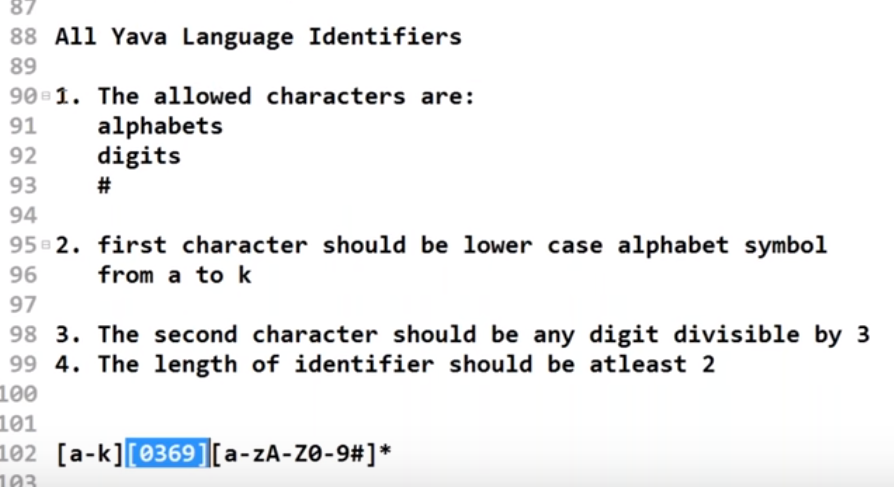 87
88 All Yava Language Identifiers
89
90 1. The allowed characters are:
91 alphabets
92 digits
93 #
94
95 2. first character should be lower case alphabet symbol
96 from a to k
97
98 3. The second character should be any digit divisible by 3
99 4. The length of identifier should be atleast 2
100
101
102 [a-k][0369][a-zA-Z0-9#]*
103